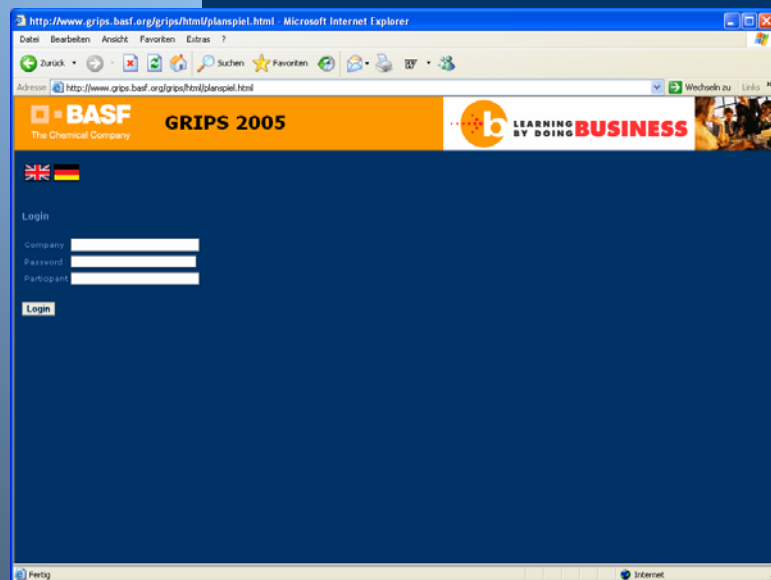 http://www.grips.basf.org/grips/html/planspiel.html - Microsoft Internet Explorer
Datei Bearbeiten Ansicht Favoriten Extras ?
Zurück Suchen Favoriten
Adresse http://www.grips.basf.org/grips/html/planspiel.html Wechseln zu Links »
BASF
The Chemical Company
GRIPS 2005
b LEARNING BY DOING BUSINESS
Login
Company
Password
Participant
Login
Fertig Internet